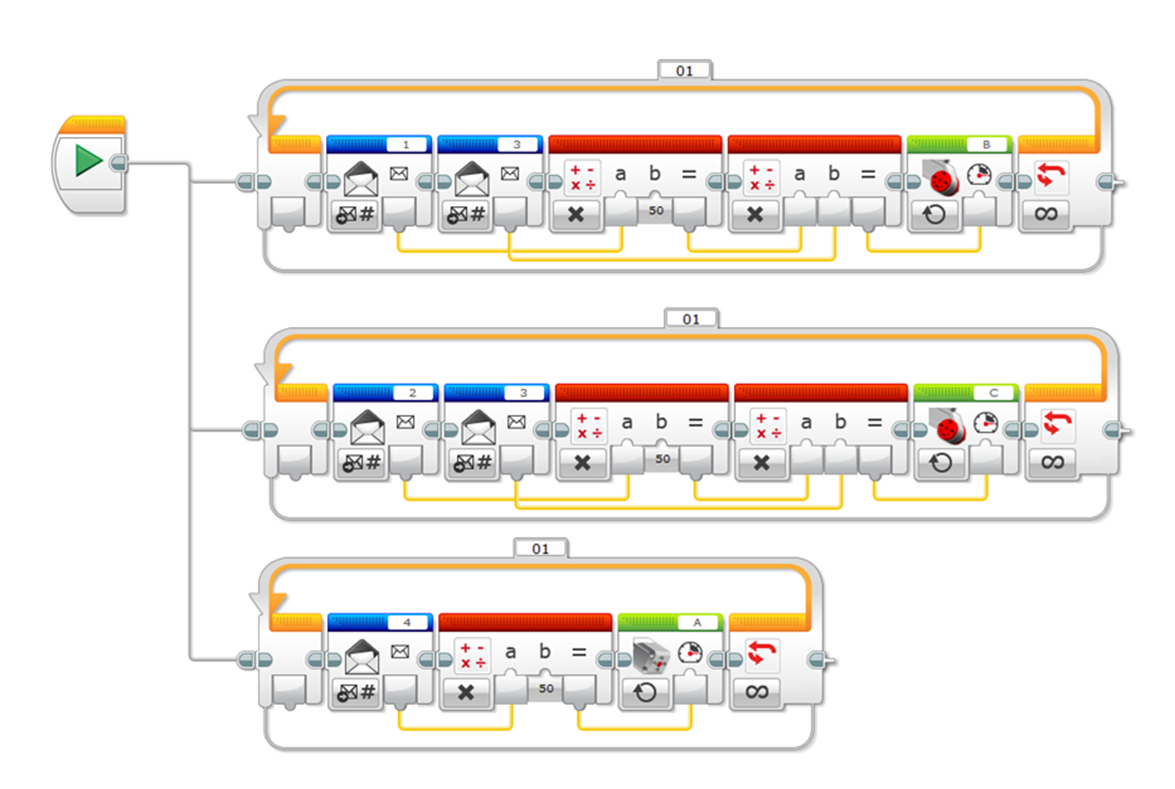 01
1 3 B
a b = a b =
# # 50
01
2 3 C
a b = a b =
# # 50
01
4 A
a b =
# 50